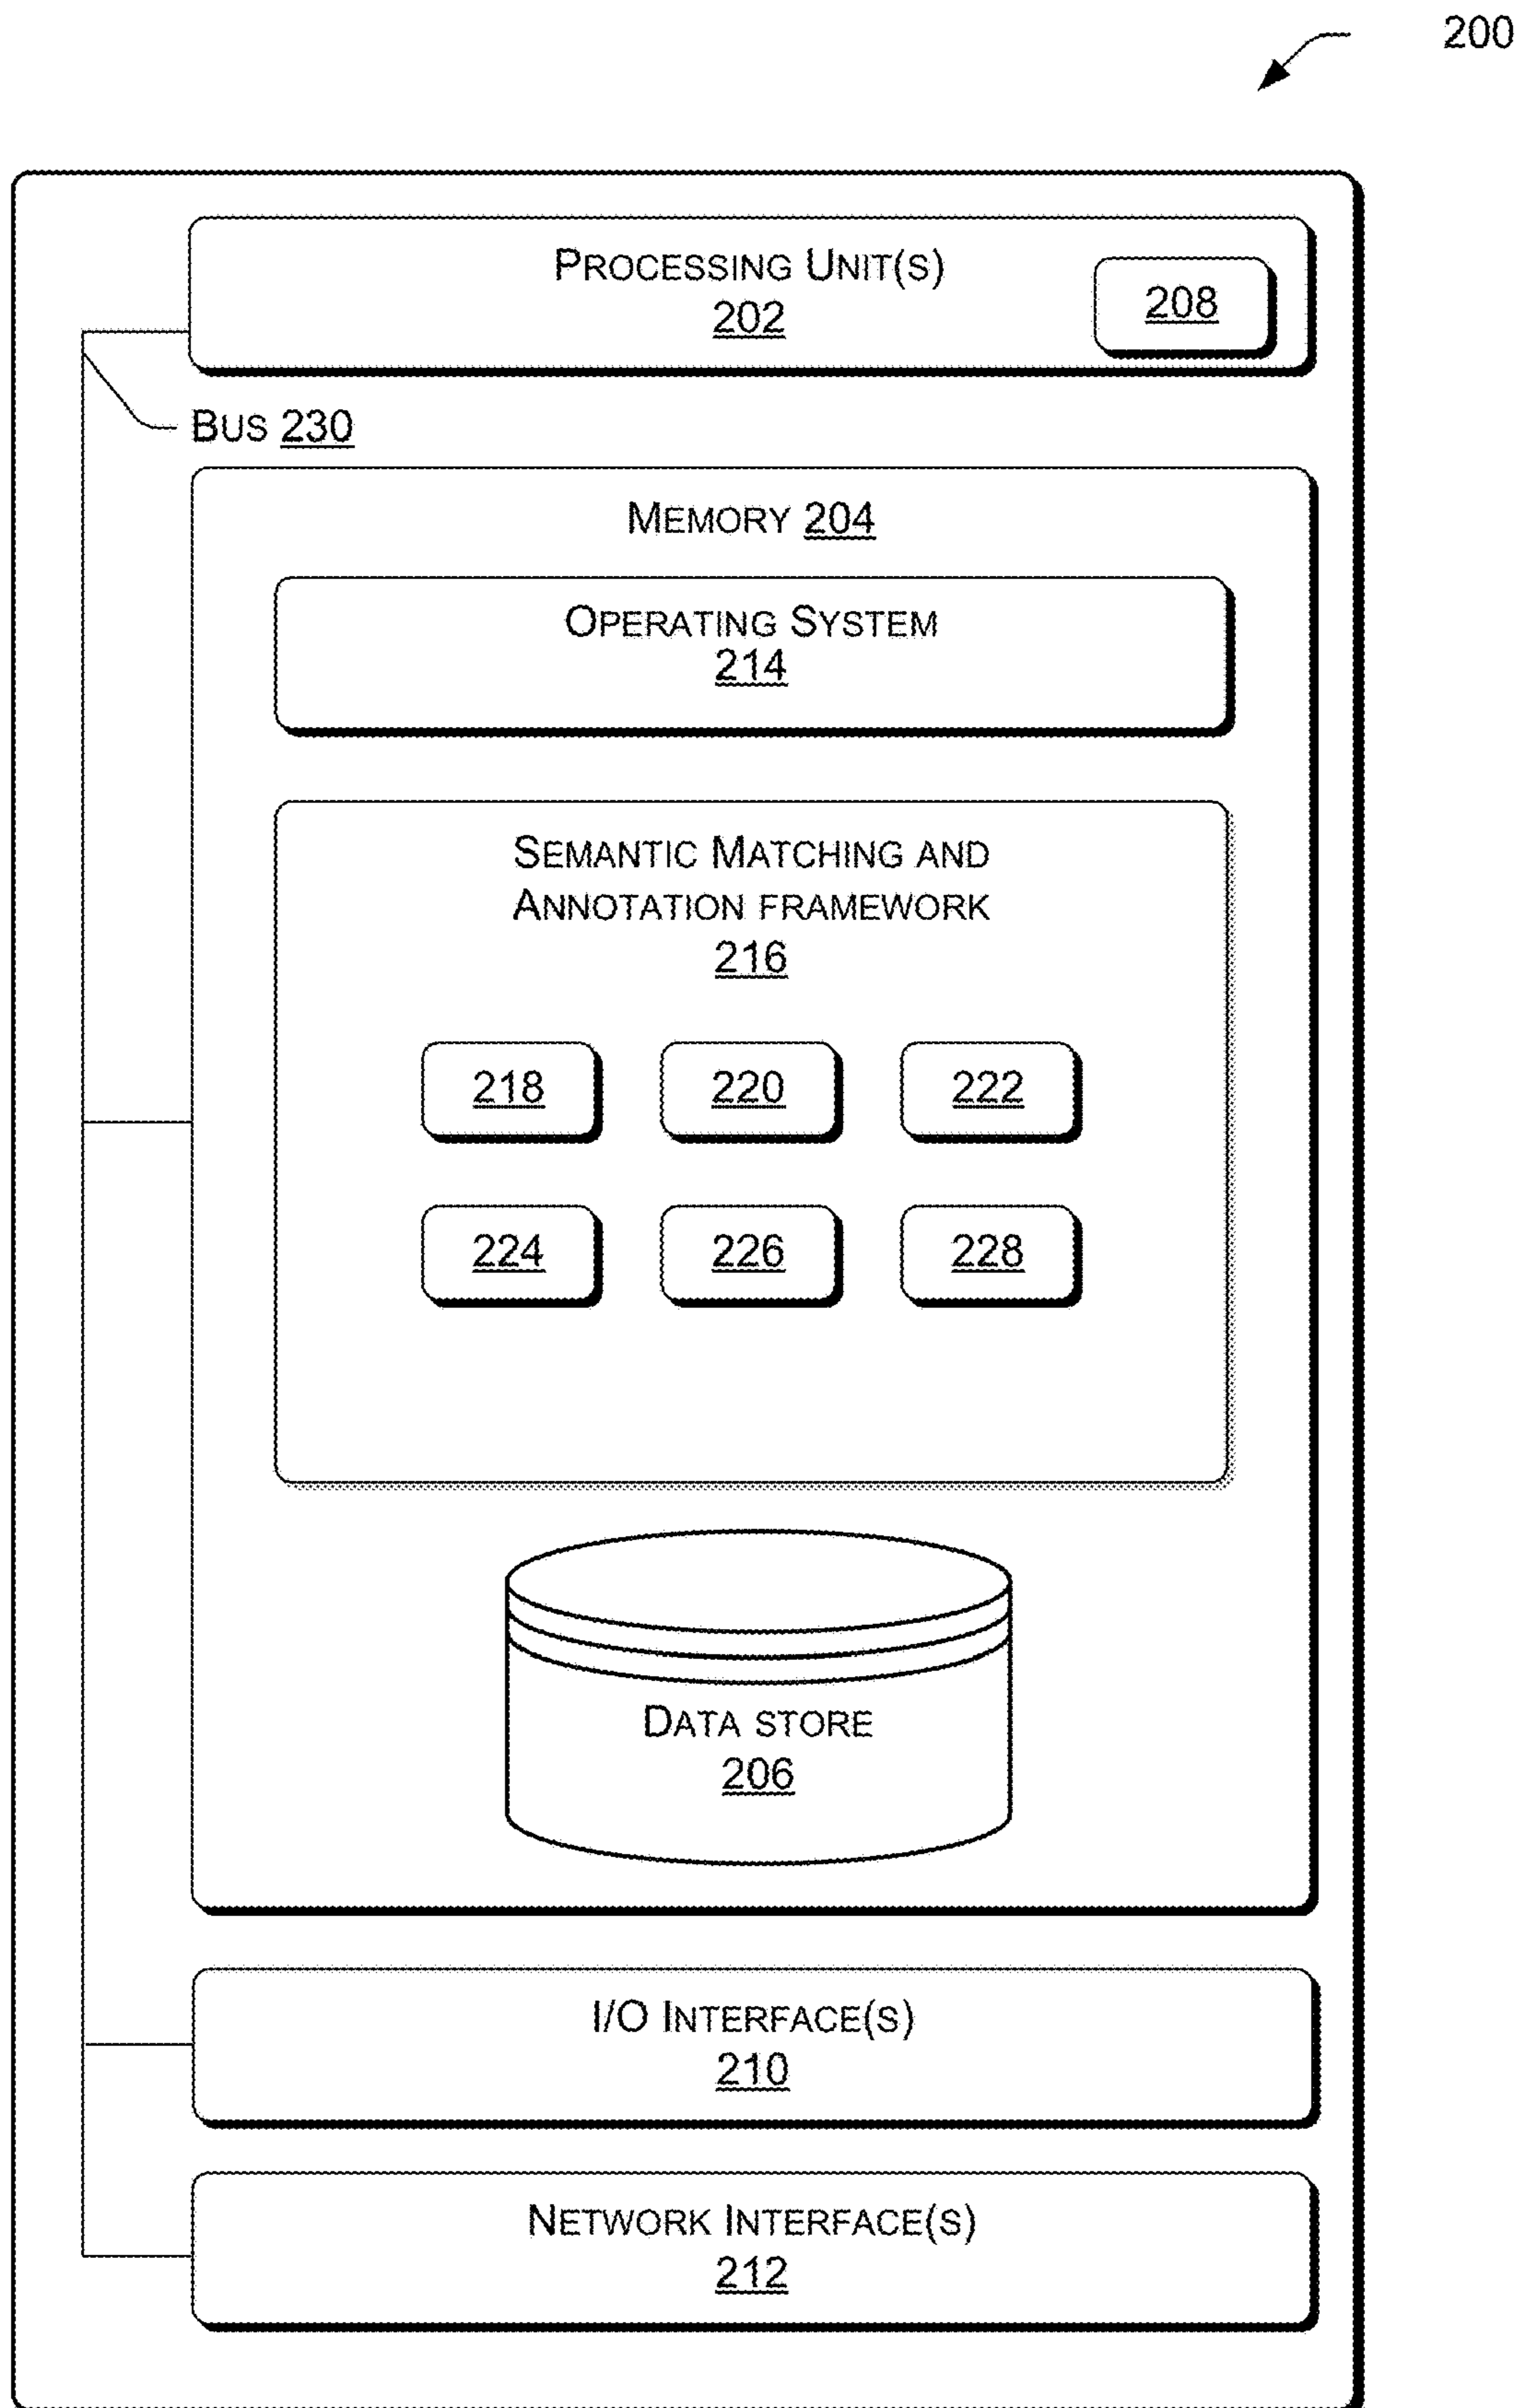 200
PROCESSING UNIT(S)
202
208
BUS 230
MEMORY 204
OPERATING SYSTEM
214
SEMANTIC MATCHING AND
ANNOTATION FRAMEWORK
216
218 220 222
224 226 228
DATA STORE
206
I/O INTERFACE(S)
210
NETWORK INTERFACE(S)
212